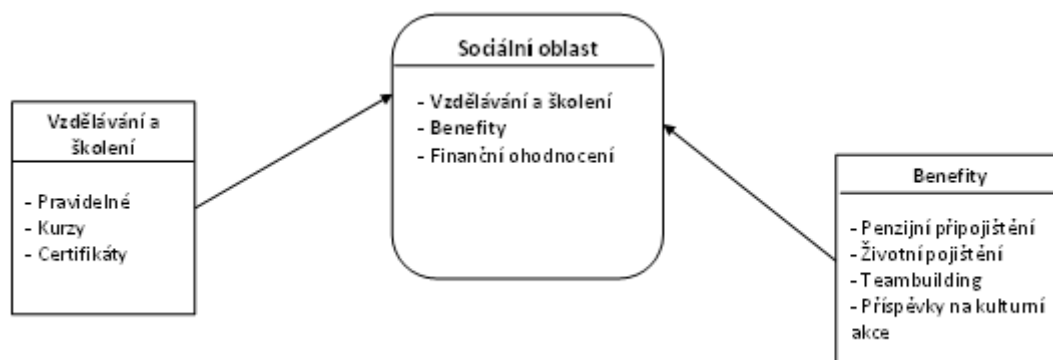 Sociální oblast
- Vzdělávání a školení
- Benefity
- Finanční ohodnocení
Vzdělávání a
školení
- Pravidelné
- Kurzy
- Certifikáty
Benefity
- Penzijní připojištění
- Životní pojištění
- Teambuilding
- Příspěvky na kulturní
akce